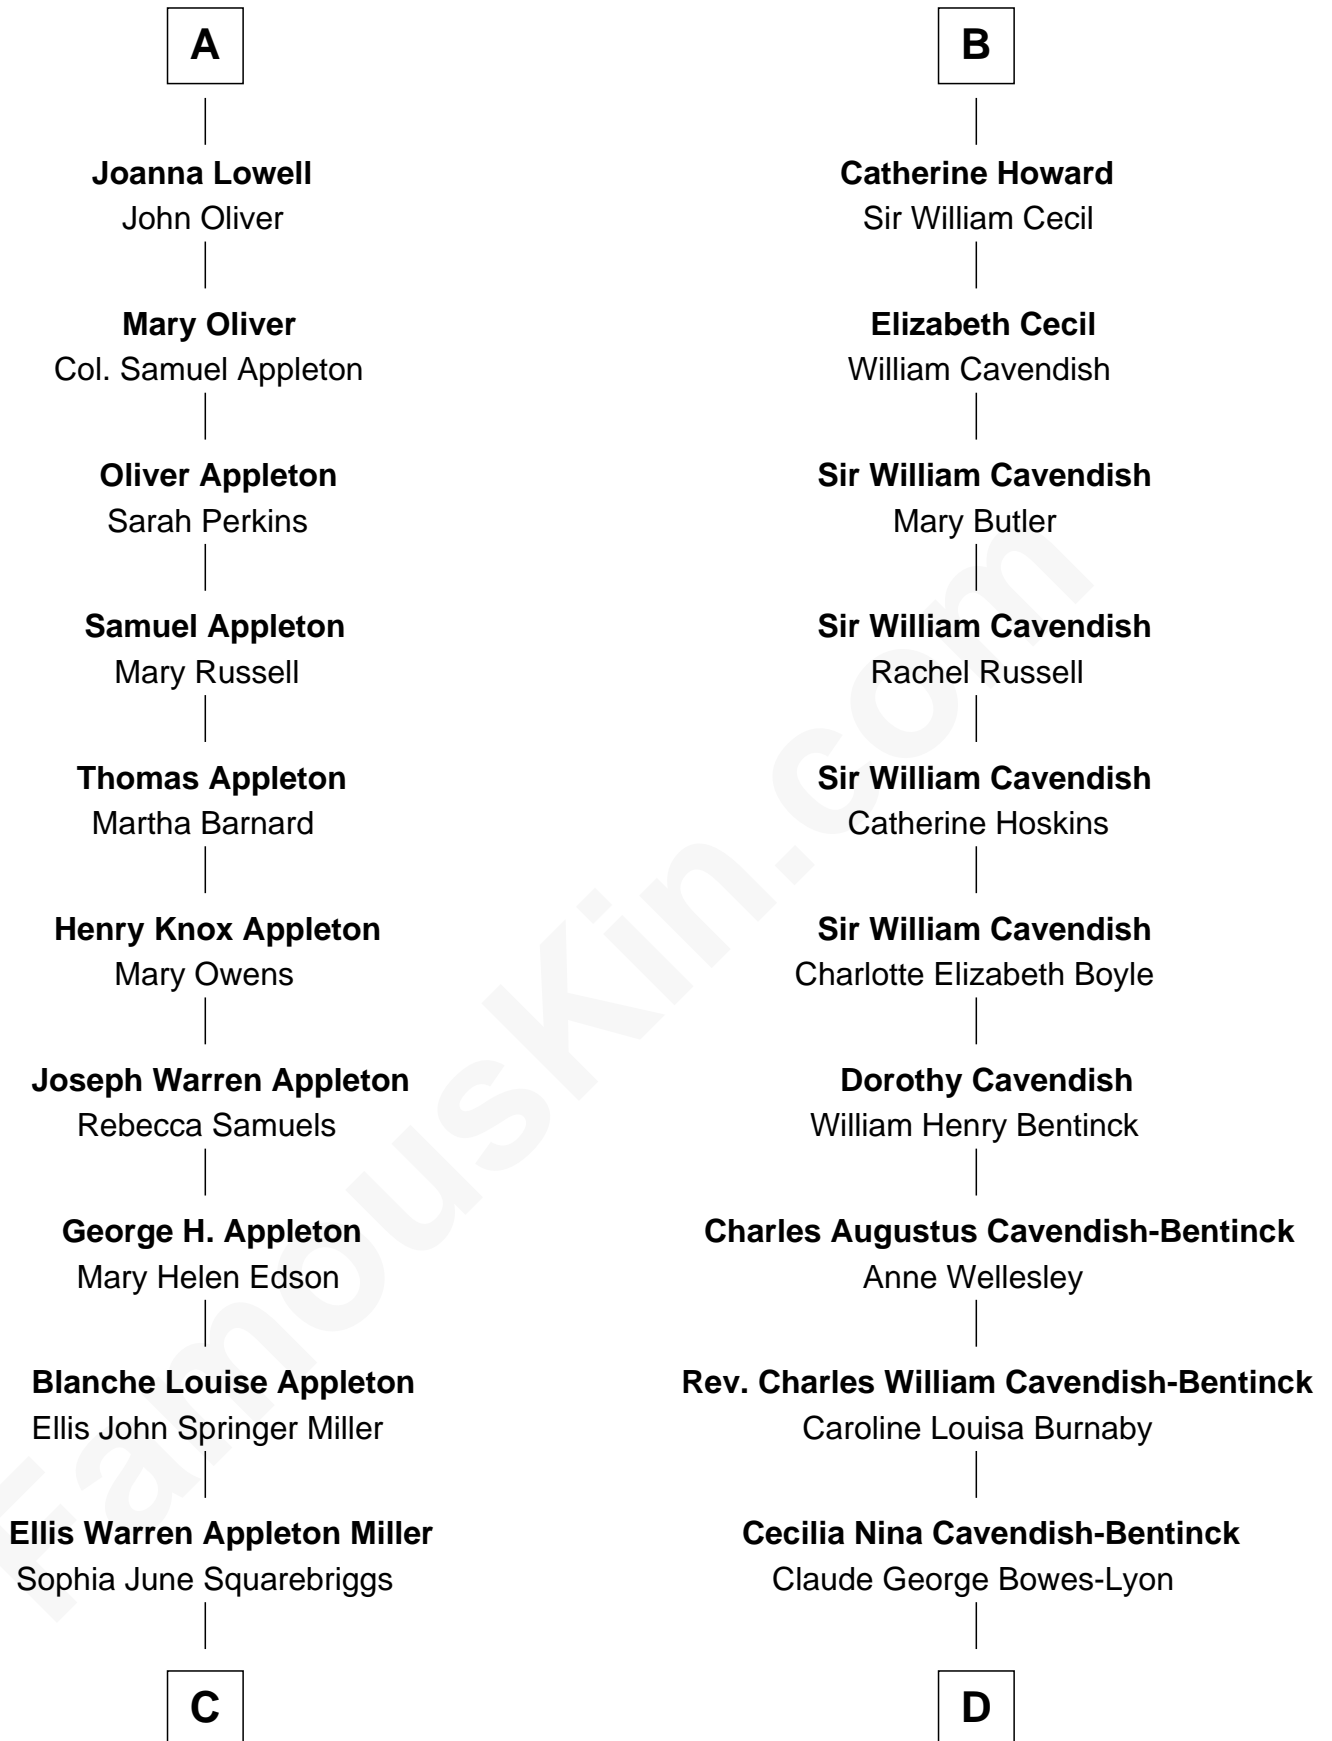 A
Joanna Lowell
John Oliver
Mary Oliver
Col. Samuel Appleton
Oliver Appleton
Sarah Perkins
Samuel Appleton
Mary Russell
Thomas Appleton
Martha Barnard
Henry Knox Appleton
Mary Owens
Joseph Warren Appleton
Rebecca Samuels
George H. Appleton
Mary Helen Edson
Blanche Louise Appleton
Ellis John Springer Miller
Ellis Warren Appleton Miller
Sophia June Squarebriggs
C
B
Catherine Howard
Sir William Cecil
Elizabeth Cecil
William Cavendish
Sir William Cavendish
Mary Butler
Sir William Cavendish
Rachel Russell
Sir William Cavendish
Catherine Hoskins
Sir William Cavendish
Charlotte Elizabeth Boyle
Dorothy Cavendish
William Henry Bentinck
Charles Augustus Cavendish-Bentinck
Anne Wellesley
Rev. Charles William Cavendish-Bentinck
Caroline Louisa Burnaby
Cecilia Nina Cavendish-Bentinck
Claude George Bowes-Lyon
D
FamousKin.com